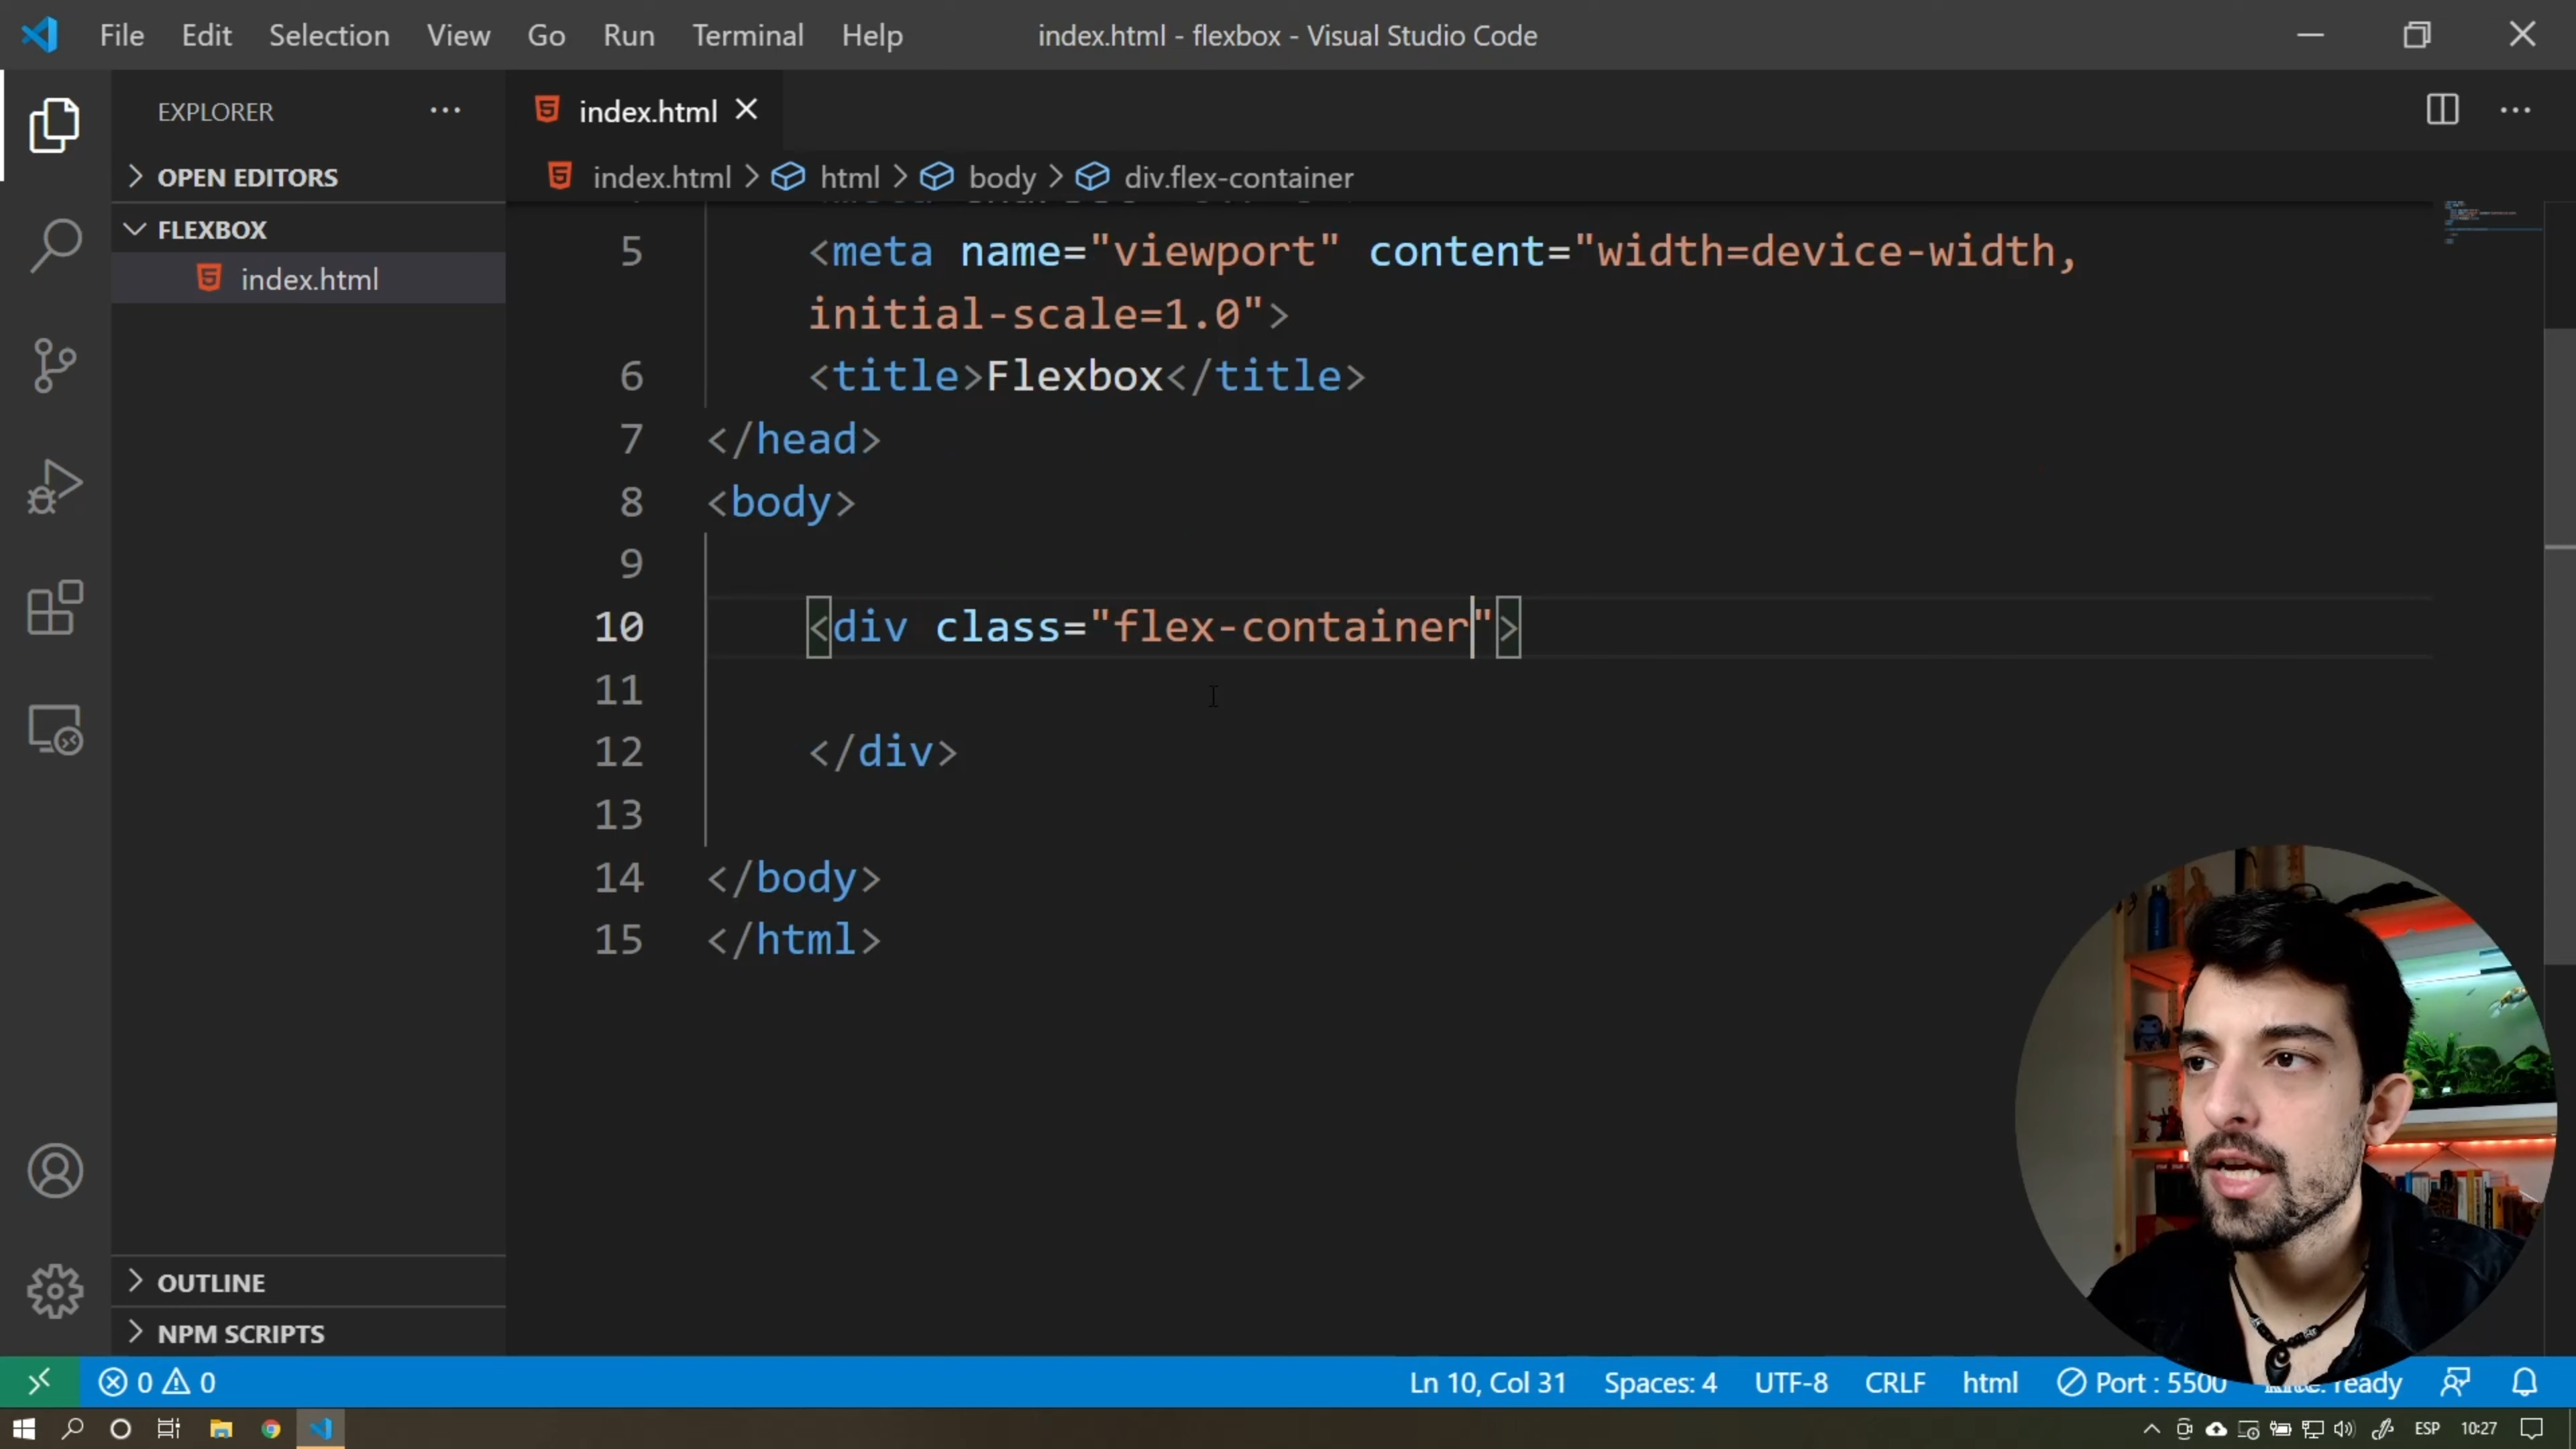 File Edit Selection View Go Run Terminal Help index.html - flexbox - Visual Studio Code
EXPLORER
OPEN EDITORS
FLEXBOX
index.html
OUTLINE
NPM SCRIPTS
index.html
index.html > html > body > div.flex-container
5 <meta name="viewport" content="width=device-width,
initial-scale=1.0">
6 <title>Flexbox</title>
7 </head>
8 <body>
9
10 <div class="flex-container">
11
12 </div>
13
14 </body>
15 </html>
0 0 Ln 10, Col 31 Spaces: 4 UTF-8 CRLF html Port : 5500 ready
ESP 10:27